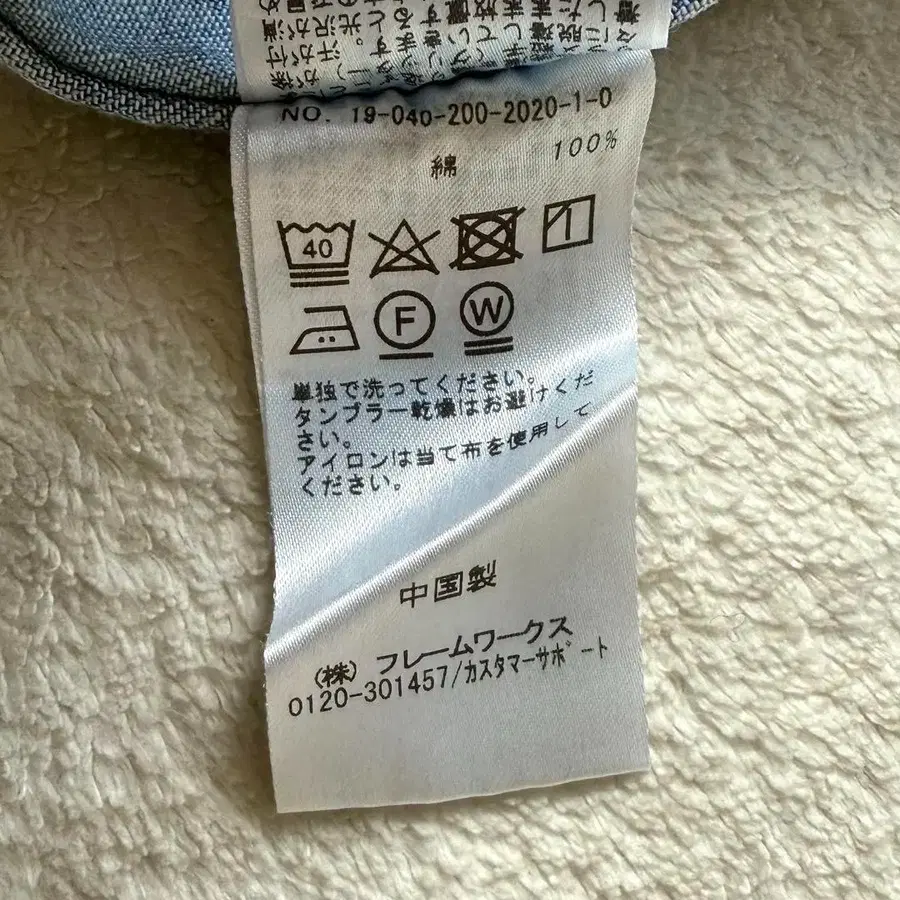 NO. 19-040-200-2020-1-0
綿 100%
40
F W
単独で洗ってください。
タンブラー乾燥はお避けくだ
さい。
アイロンは当て布を使用して
ください。
中国製
(株) フレームワークス
0120-301457/カスタマーサポート